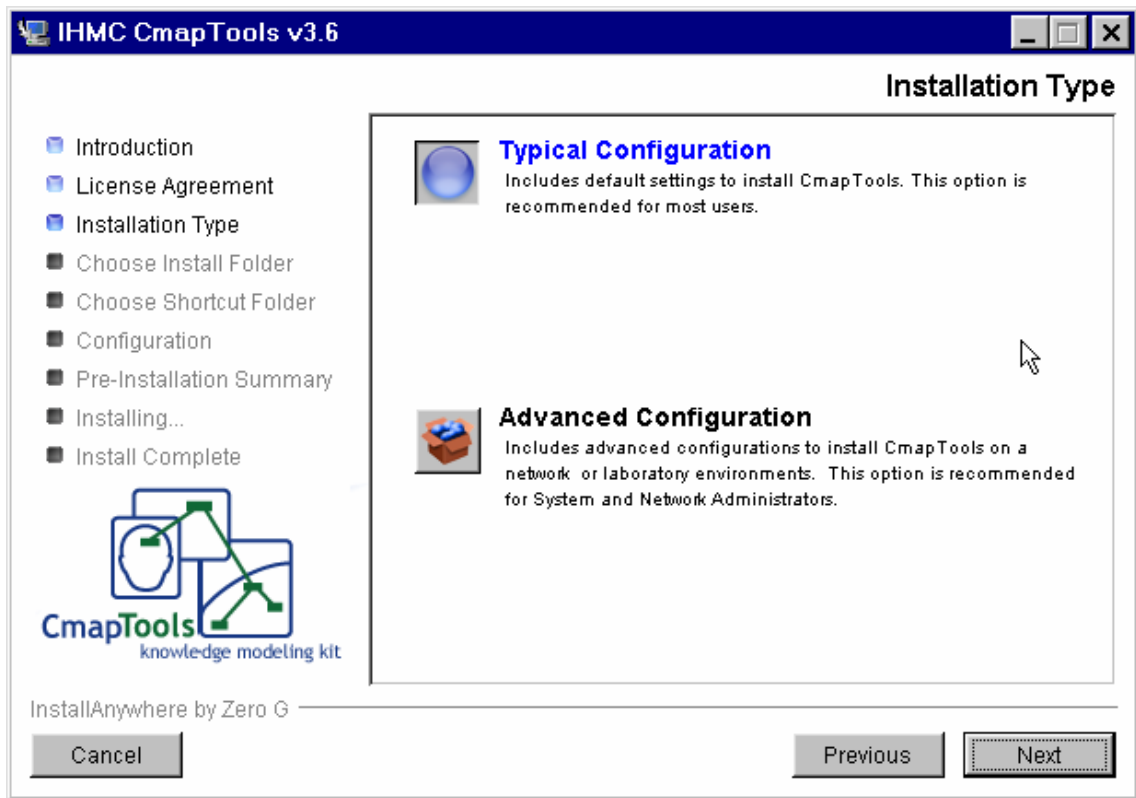 IHMC CmapTools v3.6
Installation Type
Introduction
License Agreement
Installation Type
Choose Install Folder
Choose Shortcut Folder
Configuration
Pre-Installation Summary
Installing...
Install Complete
Typical Configuration
Includes default settings to install CmapTools. This option is
recommended for most users.
Advanced Configuration
Includes advanced configurations to install CmapTools on a
network or laboratory environments. This option is recommended
for System and Network Administrators.
CmapTools
knowledge modeling kit
InstallAnywhere by Zero G
Cancel
Previous
Next